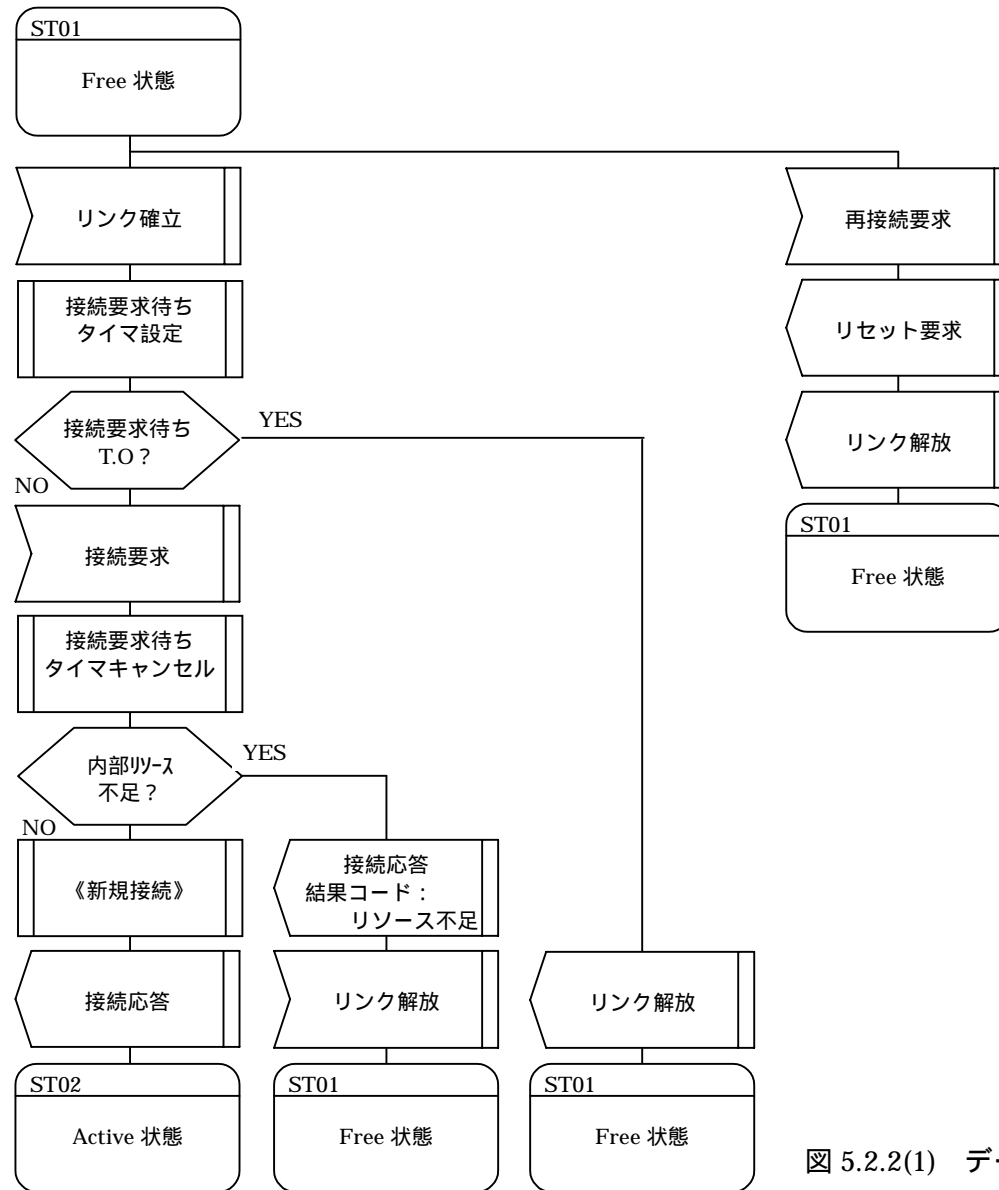 ST01
Free 状態
リンク確立
接続要求待ち
タイマ設定
接続要求待ち
T.O？
YES
NO
接続要求
接続要求待ち
タイマキャンセル
内部ﾘｿｰｽ
不足？
YES
NO
《新規接続》
接続応答
ST02
Active 状態
接続応答
結果コード：
リソース不足
リンク解放
ST01
Free 状態
リンク解放
ST01
Free 状態
再接続要求
リセット要求
リンク解放
ST01
Free 状態
図 5.2.2(1) デー